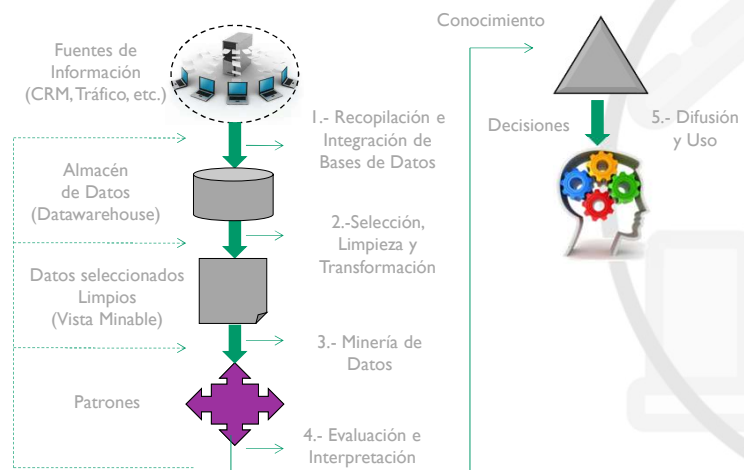 Fuentes de
Información
(CRM, Tráfico, etc.)
1.- Recopilación e
Integración de
Bases de Datos
Almacén
de Datos
(Datawarehouse)
2.-Selección,
Limpieza y
Transformación
Datos seleccionados
Limpios
(Vista Minable)
3.- Minería de
Datos
Patrones
4.- Evaluación e
Interpretación
Conocimiento
Decisiones
5.- Difusión
y Uso